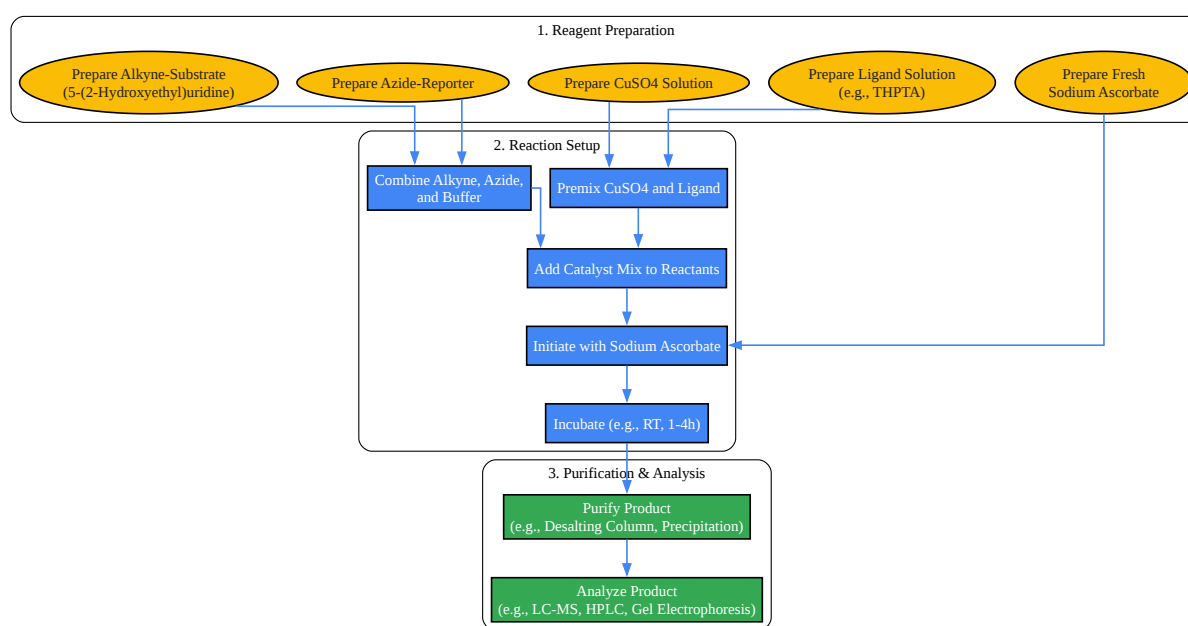 1. Reagent Preparation
Prepare Alkyne-Substrate
(5-(2-Hydroxyethyl)uridine)
Prepare Azide-Reporter
Prepare CuSO4 Solution
Prepare Ligand Solution
(e.g., THPTA)
Prepare Fresh
Sodium Ascorbate
2. Reaction Setup
Combine Alkyne, Azide,
and Buffer
Premix CuSO4 and Ligand
Add Catalyst Mix to Reactants
Initiate with Sodium Ascorbate
Incubate (e.g., RT, 1-4h)
3. Purification & Analysis
Purify Product
(e.g., Desalting Column, Precipitation)
Analyze Product
(e.g., LC-MS, HPLC, Gel Electrophoresis)